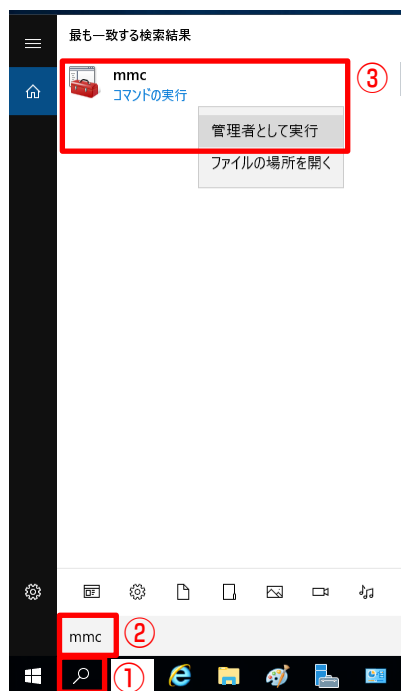 最も一致する検索結果
mmc
コマンドの実行
③
管理者として実行
ファイルの場所を開く
mmc
②
①